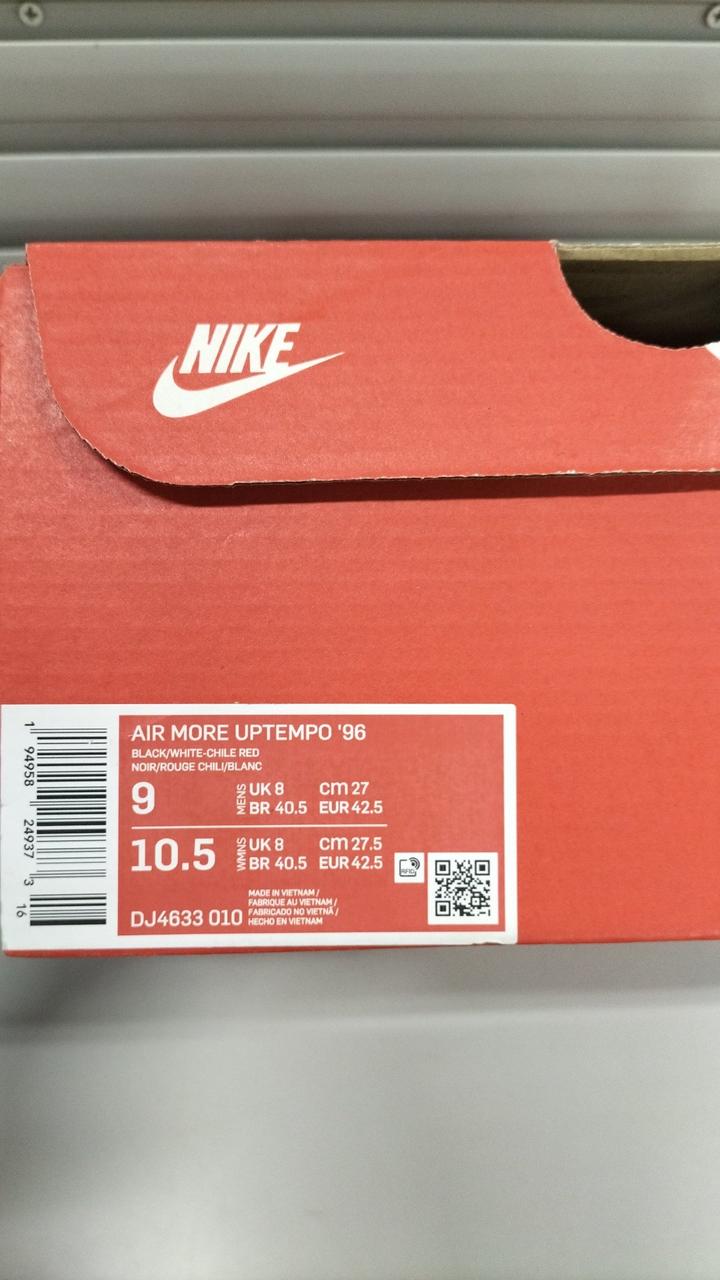 NIKE
AIR MORE UPTEMPO '96
BLACK/WHITE-CHILE RED
NOIR/ROUGE CHILI/BLANC
9 MENS UK 8 cm 27
BR 40.5 EUR 42.5
10.5 WMNS UK 8 cm 27.5
BR 40.5 EUR 42.5
RFID
MADE IN VIETNAM /
FABRIQUE AU VIETNAM /
FABRICADO NO VIETNÃ /
HECHO EN VIETNAM
DJ4633 010
1 94958 24937 3 16